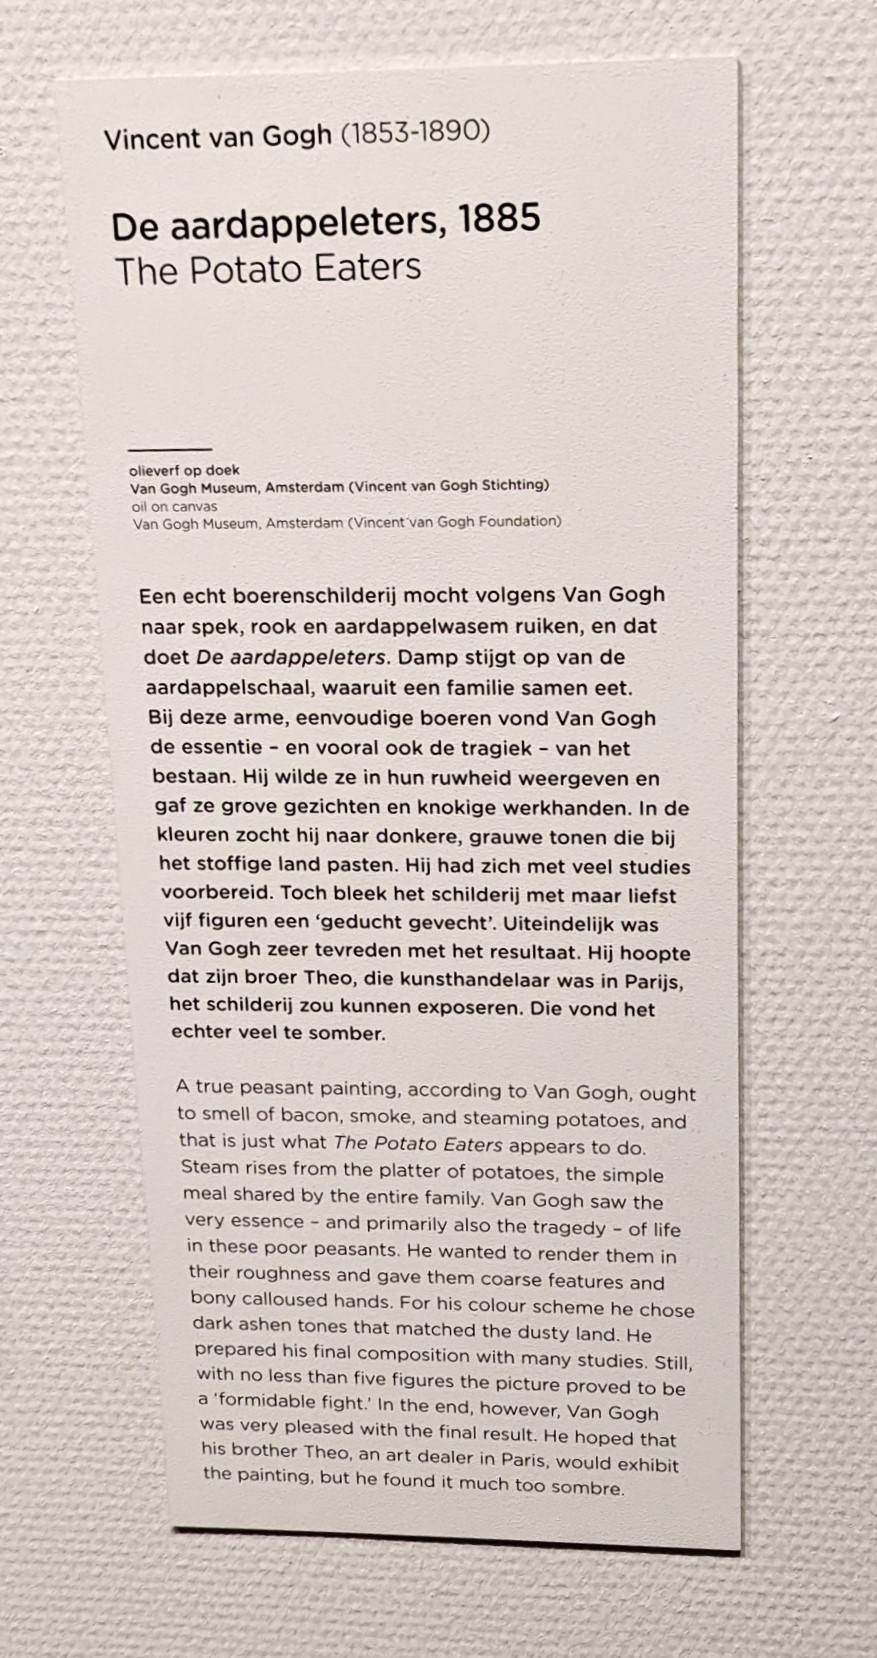 Vincent van Gogh (1853-1890)
De aardappeleters, 1885
The Potato Eaters
olieverf op doek
Van Gogh Museum, Amsterdam (Vincent van Gogh Stichting)
oil on canvas
Van Gogh Museum, Amsterdam (Vincent van Gogh Foundation)
Een echt boerenschilderij mocht volgens Van Gogh
naar spek, rook en aardappelwasem ruiken, en dat
doet De aardappeleters. Damp stijgt op van de
aardappelschaal, waaruit een familie samen eet.
Bij deze arme, eenvoudige boeren vond Van Gogh
de essentie – en vooral ook de tragiek – van het
bestaan. Hij wilde ze in hun ruwheid weergeven en
gaf ze grove gezichten en knokige werkhanden. In de
kleuren zocht hij naar donkere, grauwe tonen die bij
het stoffige land pasten. Hij had zich met veel studies
voorbereid. Toch bleek het schilderij met maar liefst
vijf figuren een ‘geducht gevecht’. Uiteindelijk was
Van Gogh zeer tevreden met het resultaat. Hij hoopte
dat zijn broer Theo, die kunsthandelaar was in Parijs,
het schilderij zou kunnen exposeren. Die vond het
echter veel te somber.
A true peasant painting, according to Van Gogh, ought
to smell of bacon, smoke, and steaming potatoes, and
that is just what The Potato Eaters appears to do.
Steam rises from the platter of potatoes, the simple
meal shared by the entire family. Van Gogh saw the
very essence – and primarily also the tragedy – of life
in these poor peasants. He wanted to render them in
their roughness and gave them coarse features and
bony calloused hands. For his colour scheme he chose
dark ashen tones that matched the dusty land. He
prepared his final composition with many studies. Still,
with no less than five figures the picture proved to be
a ‘formidable fight.’ In the end, however, Van Gogh
was very pleased with the final result. He hoped that
his brother Theo, an art dealer in Paris, would exhibit
the painting, but he found it much too sombre.